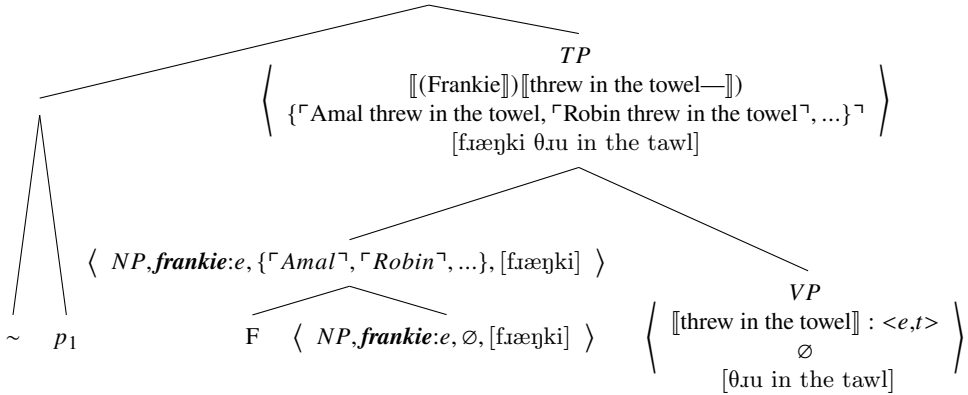 TP
⟦(Frankie⟧)⟦threw in the towel—⟧)
{⌜Amal threw in the towel, ⌜Robin threw in the towel⌝, ...}⌝
[fɹæŋki θɹu in the tawl]
⟨ NP, frankie:e, {⌜Amal⌝, ⌜Robin⌝, ...}, [fɹæŋki] ⟩
VP
∼ p₁ F ⟨ NP, frankie:e, ∅, [fɹæŋki] ⟩ ⟦threw in the towel⟧ : <e,t>
∅
[θɹu in the tawl]